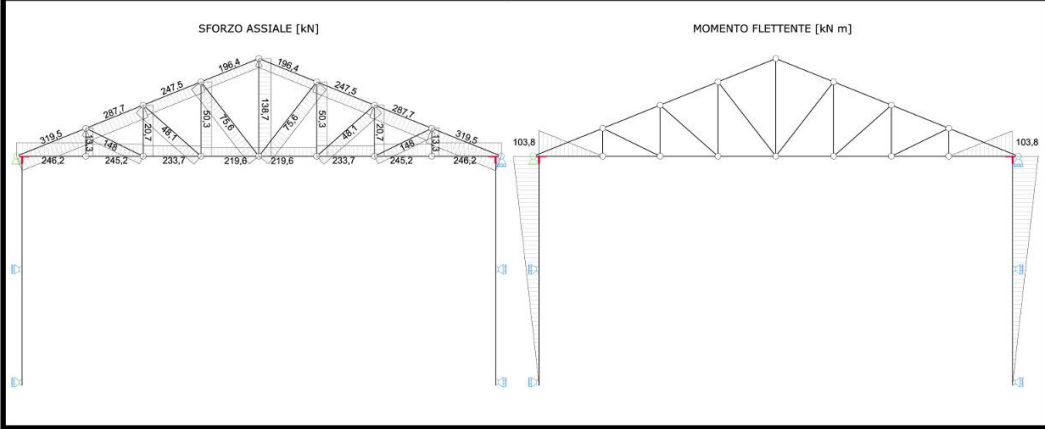 SFORZO ASSIALE [kN]
MOMENTO FLETTENTE [kN m]
196,4 196,4
247,5 247,5
287,7 287,7
319,5 319,5
13,3 148 20,7 48,1 50,3 75,6 138,7 75,6 50,3 48,1 20,7 148 13,3
246,2 245,2 233,7 219,6 219,6 233,7 245,2 246,2
103,8 103,8